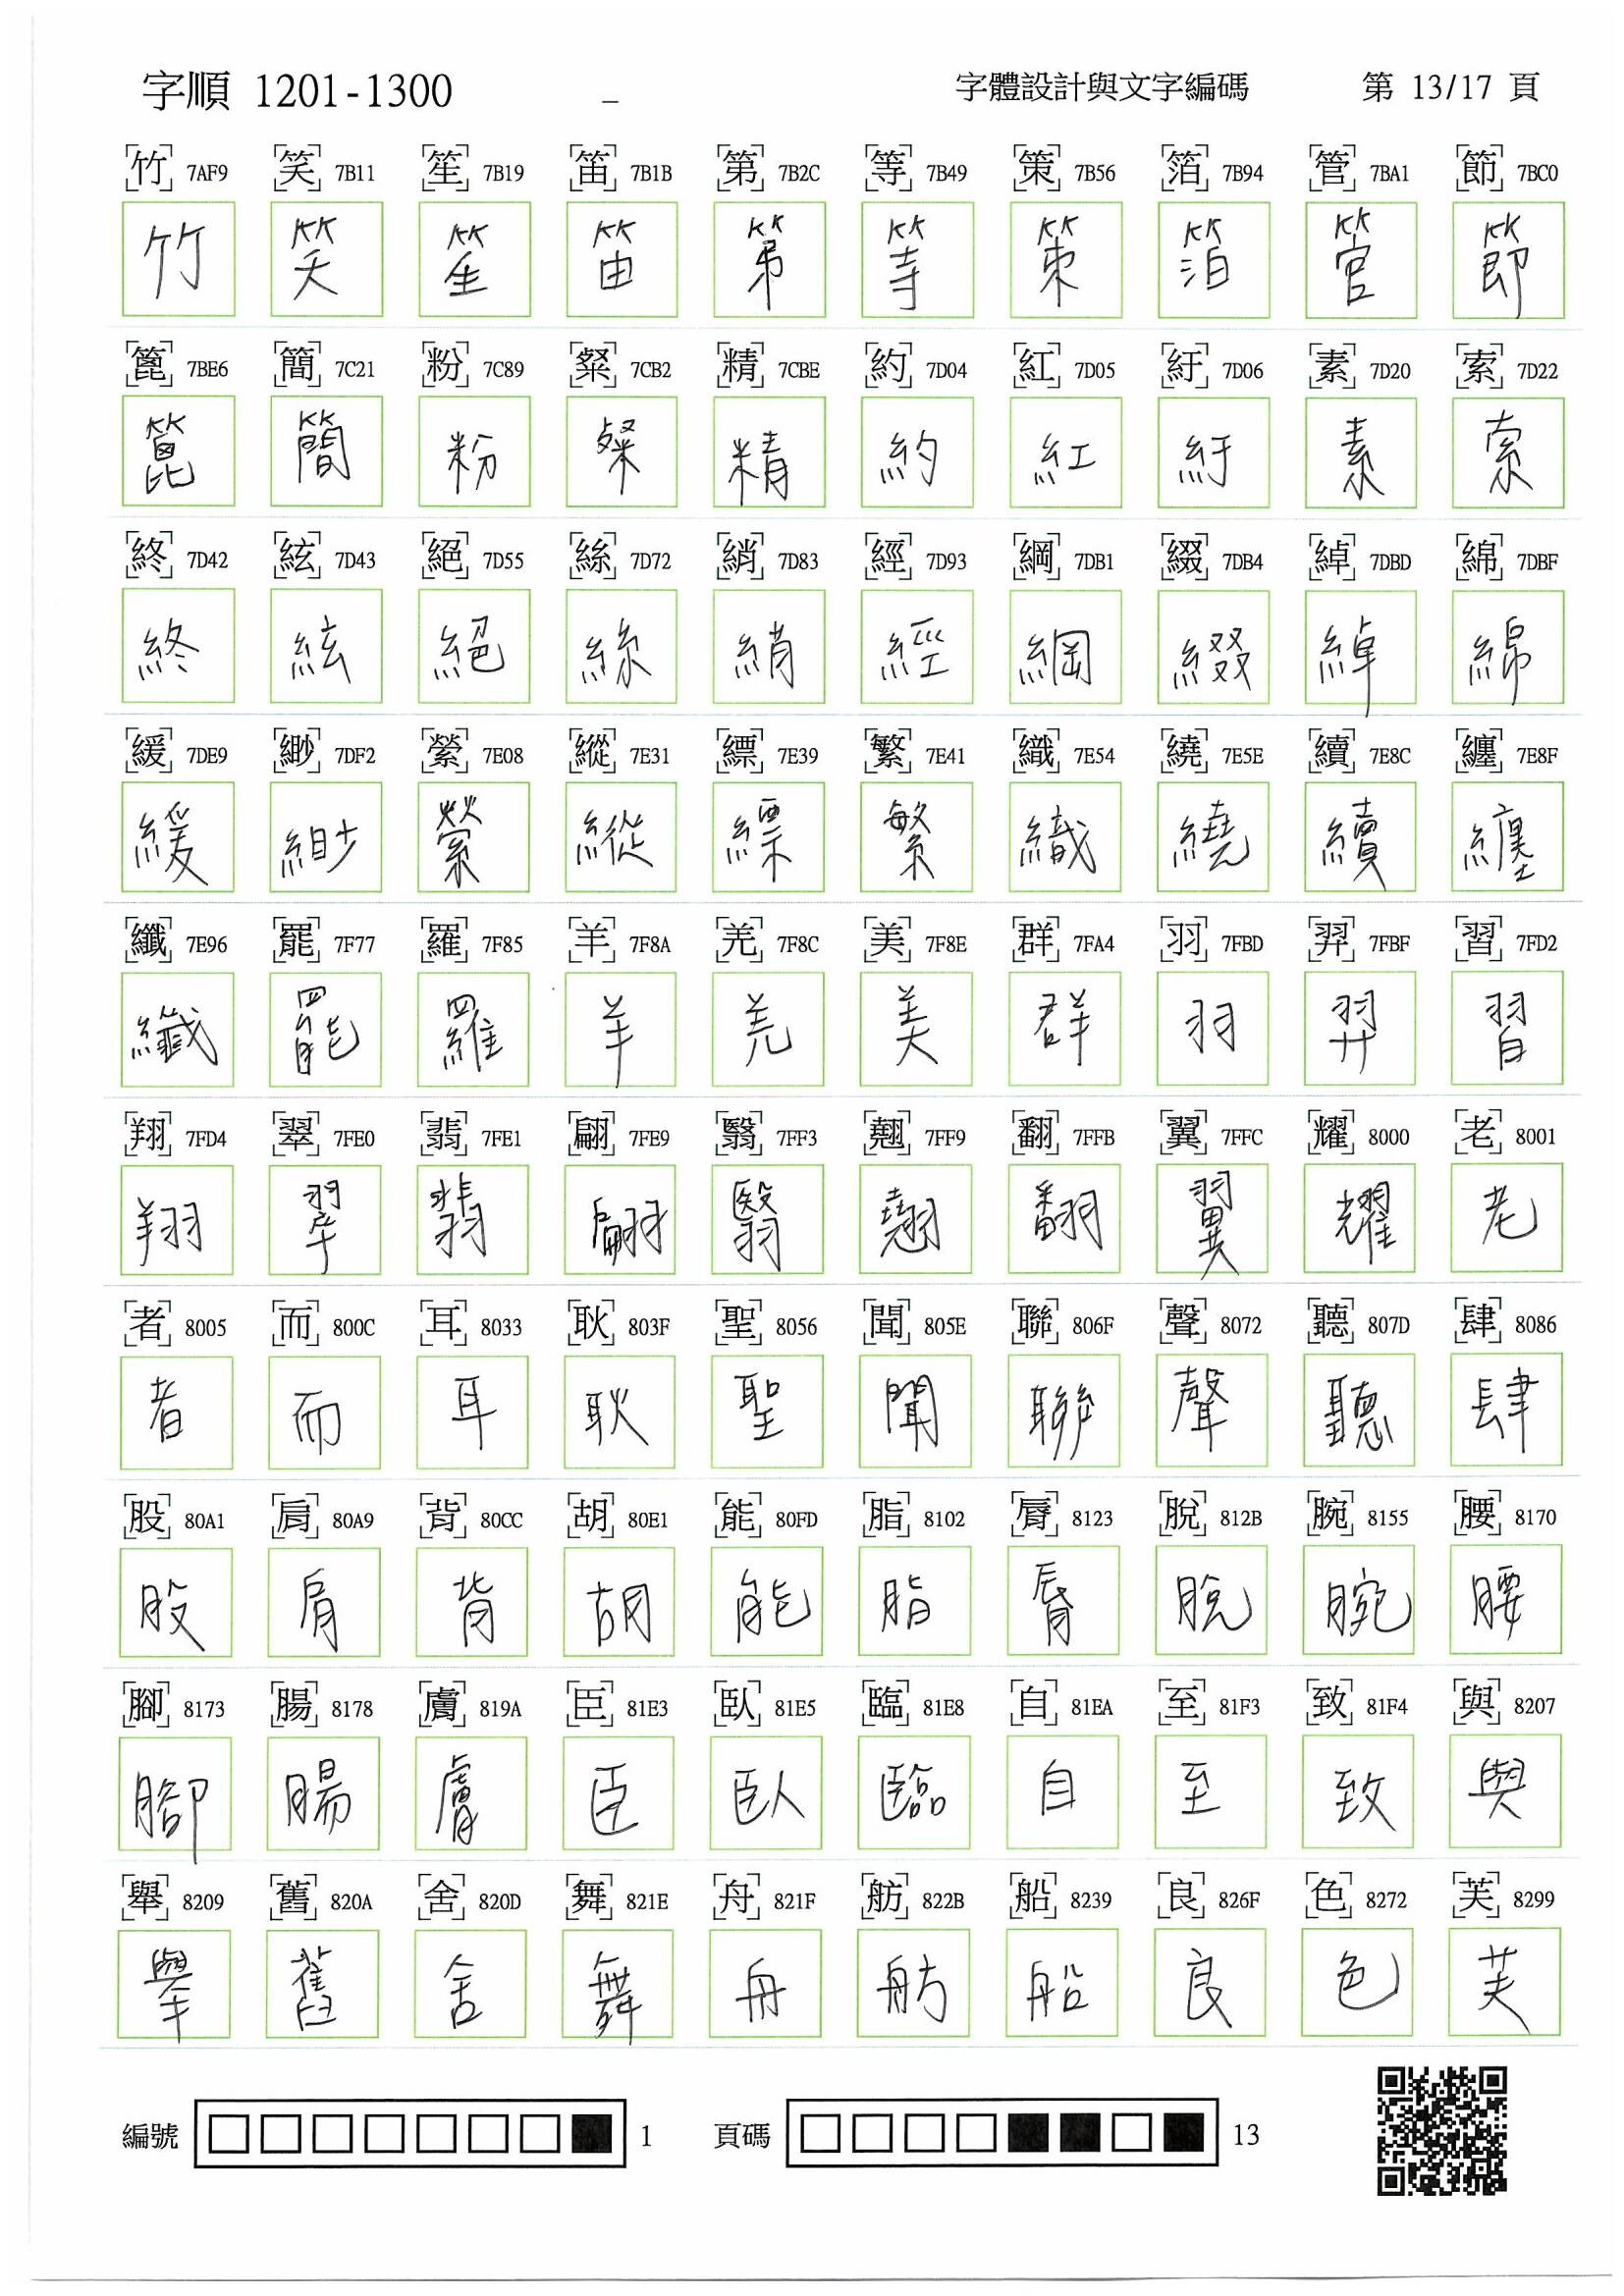 字順 1201-1300 _ 字體設計與文字編碼 第 13/17 頁
竹 7AF9 笑 7B11 笙 7B19 笛 7B1B 第 7B2C 等 7B49 策 7B56 箔 7B94 管 7BA1 節 7BC0
竹 笑 笙 笛 第 等 策 箔 管 節
篦 7BE6 簡 7C21 粉 7C89 粲 7CB2 精 7CBE 約 7D04 紅 7D05 紆 7D06 素 7D20 索 7D22
篦 簡 粉 粲 精 約 紅 紆 素 索
終 7D42 絃 7D43 絕 7D55 絲 7D72 綃 7D83 經 7D93 綱 7DB1 綴 7DB4 綽 7DBD 綿 7DBF
終 絃 絕 絲 綃 經 綱 綴 綽 綿
緩 7DE9 緲 7DF2 縈 7E08 縱 7E31 縹 7E39 繁 7E41 織 7E54 繞 7E5E 續 7E8C 纏 7E8F
緩 緲 縈 縱 縹 繁 織 繞 續 纏
纖 7E96 罷 7F77 羅 7F85 羊 7F8A 羌 7F8C 美 7F8E 群 7FA4 羽 7FBD 羿 7FBF 習 7FD2
纖 罷 羅 羊 羌 美 群 羽 羿 習
翔 7FD4 翠 7FE0 翡 7FE1 翩 7FE9 翳 7FF3 翹 7FF9 翻 7FFB 翼 7FFC 耀 8000 老 8001
翔 翠 翡 翩 翳 翹 翻 翼 耀 老
者 8005 而 800C 耳 8033 耿 803F 聖 8056 聞 805E 聯 806F 聲 8072 聽 807D 肆 8086
者 而 耳 耿 聖 聞 聯 聲 聽 肆
股 80A1 肩 80A9 背 80CC 胡 80E1 能 80FD 脂 8102 脣 8123 脫 812B 腕 8155 腰 8170
股 肩 背 胡 能 脂 脣 脫 腕 腰
腳 8173 腸 8178 膚 819A 臣 81E3 臥 81E5 臨 81E8 自 81EA 至 81F3 致 81F4 與 8207
腳 腸 膚 臣 臥 臨 自 至 致 與
舉 8209 舊 820A 舍 820D 舞 821E 舟 821F 舫 822B 船 8239 良 826F 色 8272 芙 8299
舉 舊 舍 舞 舟 舫 船 良 色 芙
編號 1 頁碼 13